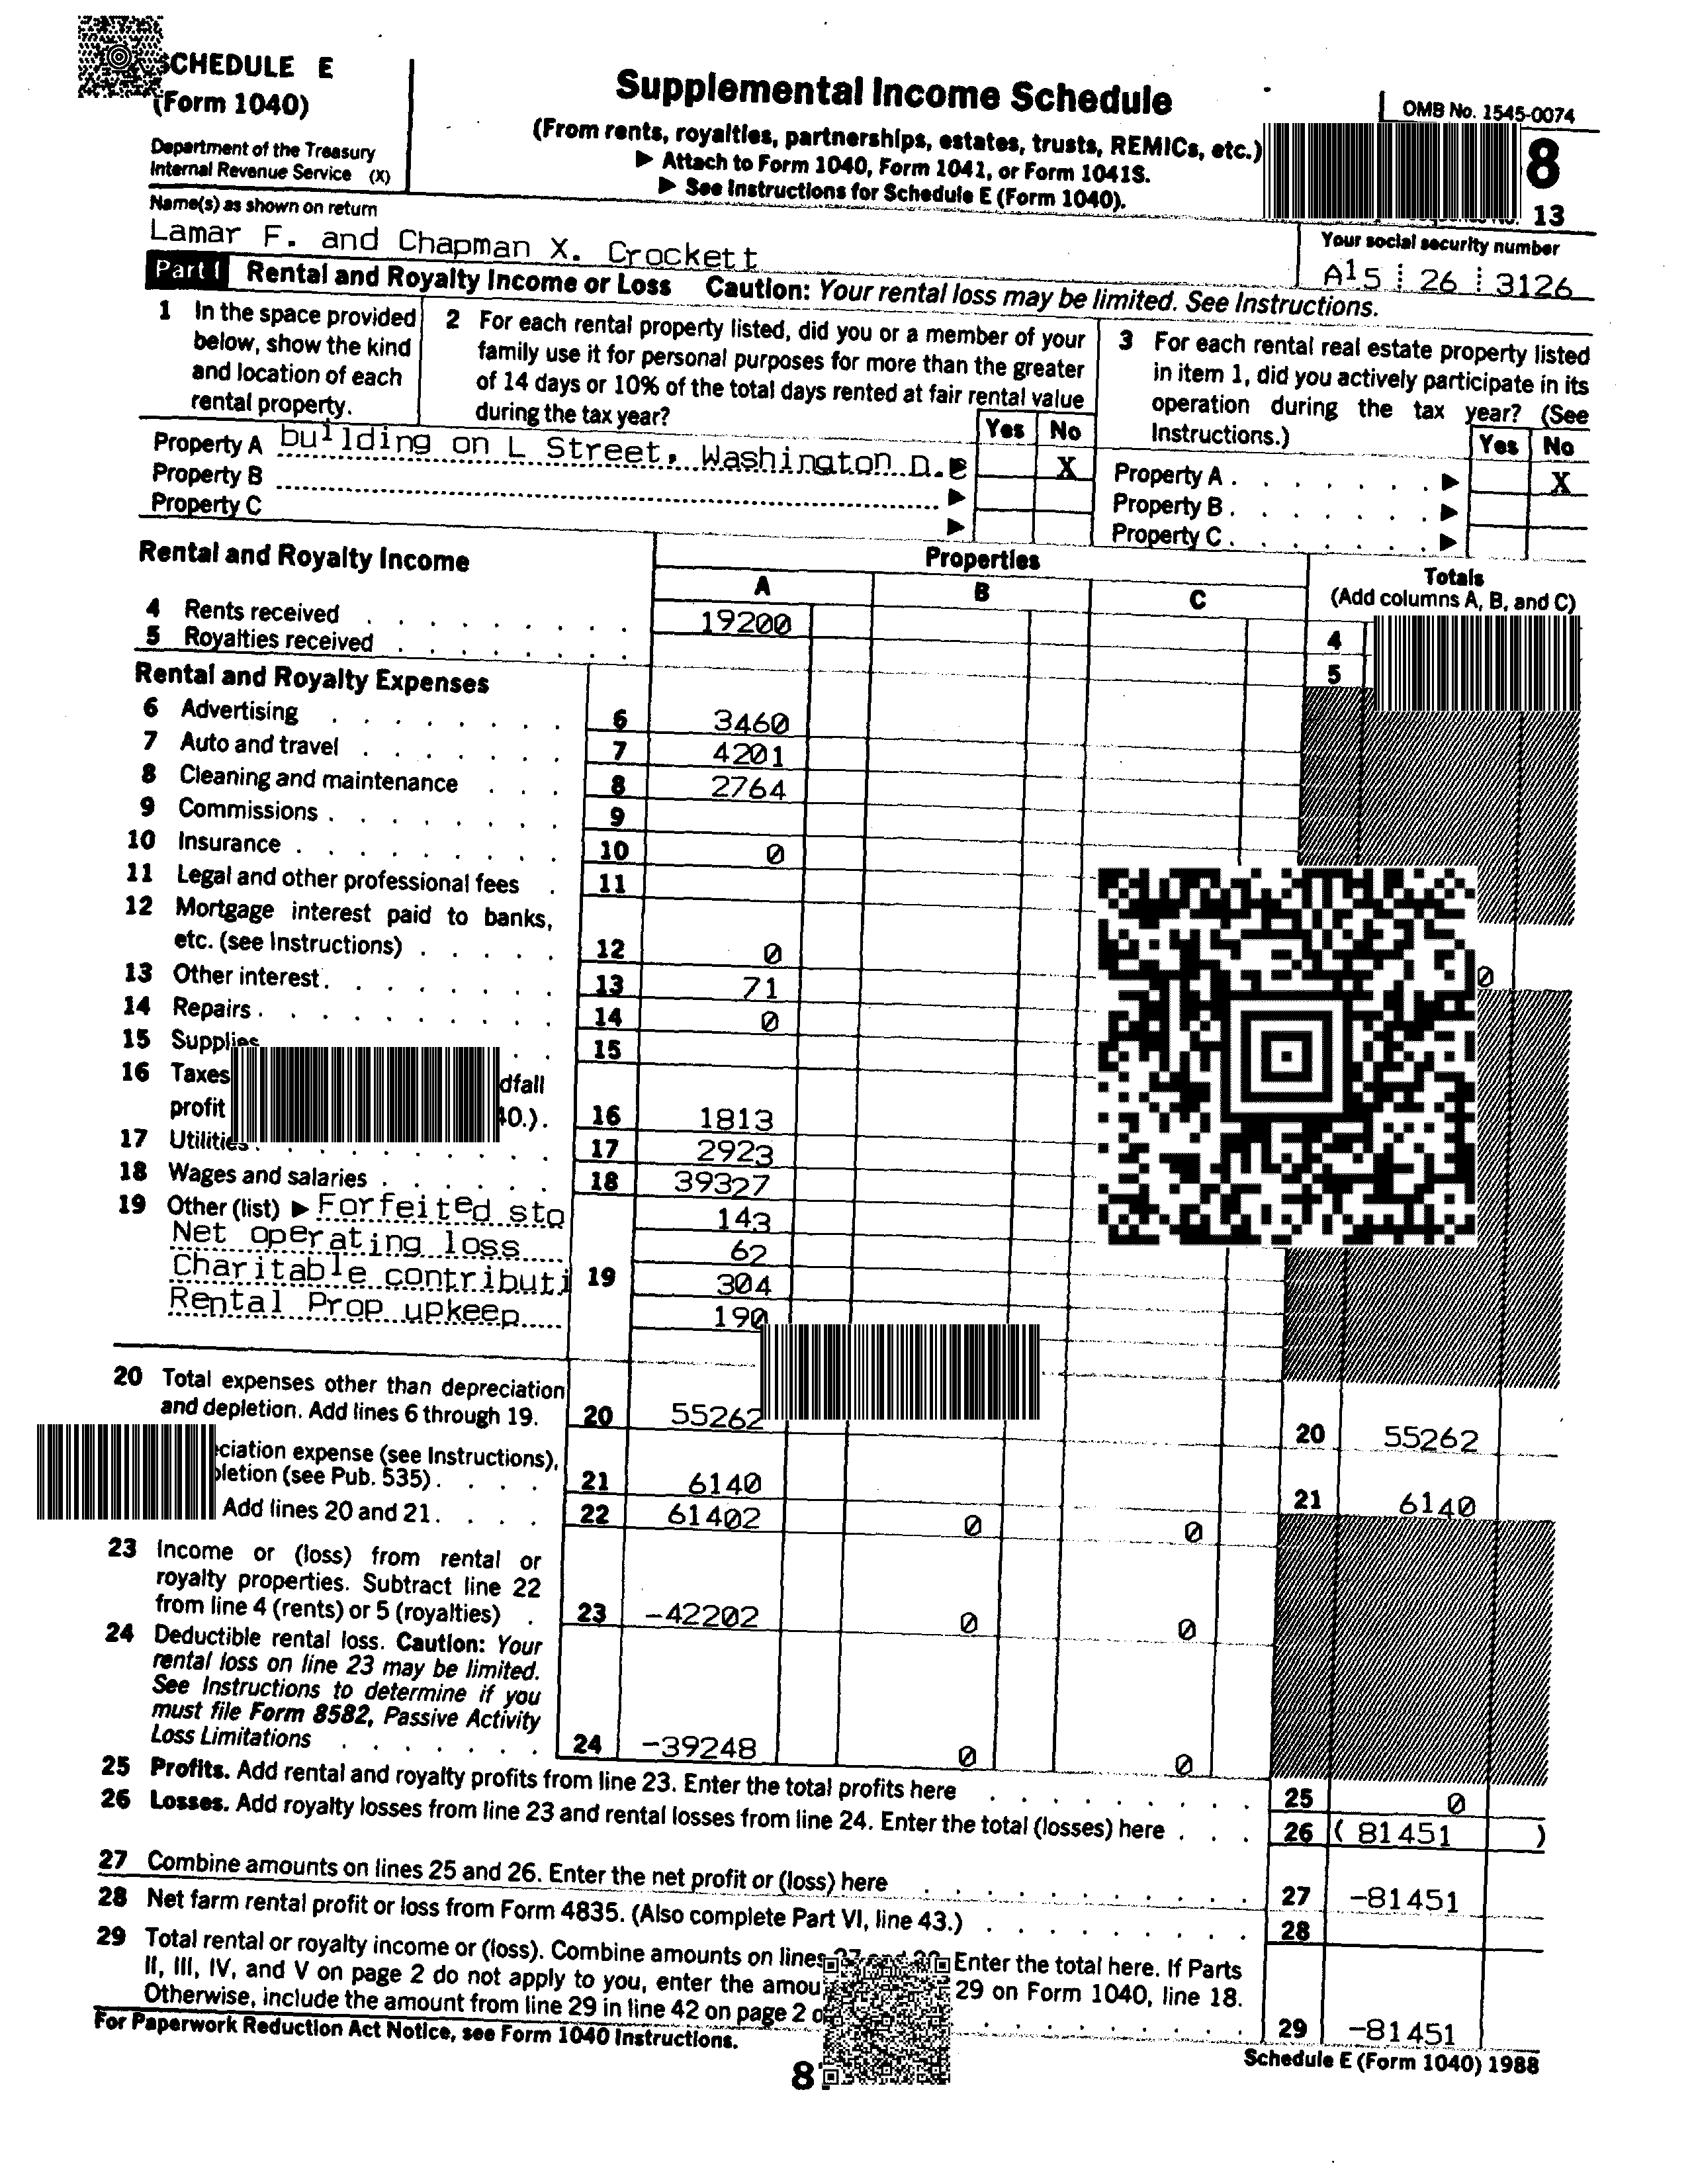 SCHEDULE E
(Form 1040)
Department of the Treasury
Internal Revenue Service (X)
Supplemental Income Schedule
(From rents, royalties, partnerships, estates, trusts, REMICs, etc.)
▶ Attach to Form 1040, Form 1041, or Form 1041S.
▶ See Instructions for Schedule E (Form 1040).
OMB No. 1545-0074
8
13
Name(s) as shown on return
Lamar F. and Chapman X. Crockett
Your social security number
A15 26 3126
Part I Rental and Royalty Income or Loss Caution: Your rental loss may be limited. See Instructions.
1 In the space provided
below, show the kind
and location of each
rental property.
2 For each rental property listed, did you or a member of your
family use it for personal purposes for more than the greater
of 14 days or 10% of the total days rented at fair rental value
during the tax year?
Yes No
3 For each rental real estate property listed
in item 1, did you actively participate in its
operation during the tax year? (See
Instructions.)
Yes No
Property A building on L Street, Washington D. ▶ X
Property B ▶
Property C ▶
Property A . . . . . . . ▶ X
Property B . . . . . . . ▶
Property C . . . . . . . ▶
Rental and Royalty Income
Properties
A B C
Totals
(Add columns A, B, and C)
4 Rents received . . . . . . . . . 19200 4
5 Royalties received . . . . . . . . 5
Rental and Royalty Expenses
6 Advertising . . . . . . . . 6 3460
7 Auto and travel . . . . . . . 7 4201
8 Cleaning and maintenance . . . 8 2764
9 Commissions . . . . . . . . 9
10 Insurance . . . . . . . . . 10 0
11 Legal and other professional fees . 11
12 Mortgage interest paid to banks,
etc. (see Instructions) . . . . . 12 0 0
13 Other interest . . . . . . . . 13 71
14 Repairs . . . . . . . . . . 14 0
15 Supplies . . 15
16 Taxes dfall
profit 40.) . 16 1813
17 Utilities . . . . . . . . . . 17 2923
18 Wages and salaries . . . . . . 18 39327
19 Other (list) ▶ Forfeited sto 143
Net operating loss 62
Charitable contributi 19 304
Rental Prop upkeep 190
20 Total expenses other than depreciation
and depletion. Add lines 6 through 19. 20 55262 20 55262
ciation expense (see Instructions),
pletion (see Pub. 535) . . . . 21 6140 21 6140
Add lines 20 and 21 . . . . 22 61402 0 0
23 Income or (loss) from rental or
royalty properties. Subtract line 22
from line 4 (rents) or 5 (royalties) . 23 -42202 0 0
24 Deductible rental loss. Caution: Your
rental loss on line 23 may be limited.
See Instructions to determine if you
must file Form 8582, Passive Activity
Loss Limitations . . . . . . . 24 -39248 0 0
25 Profits. Add rental and royalty profits from line 23. Enter the total profits here . . . . . . . . . 25 0
26 Losses. Add royalty losses from line 23 and rental losses from line 24. Enter the total (losses) here . . . 26 ( 81451 )
27 Combine amounts on lines 25 and 26. Enter the net profit or (loss) here . . . . . . . . . . 27 -81451
28 Net farm rental profit or loss from Form 4835. (Also complete Part VI, line 43.) . . . . . . . . 28
29 Total rental or royalty income or (loss). Combine amounts on lines Enter the total here. If Parts
II, III, IV, and V on page 2 do not apply to you, enter the 29 on Form 1040, line 18.
Otherwise, include the amount from line 29 in line 42 on page 2 . . . . . . . . . 29 -81451
For Paperwork Reduction Act Notice, see Form 1040 Instructions.
Schedule E (Form 1040) 1988
8